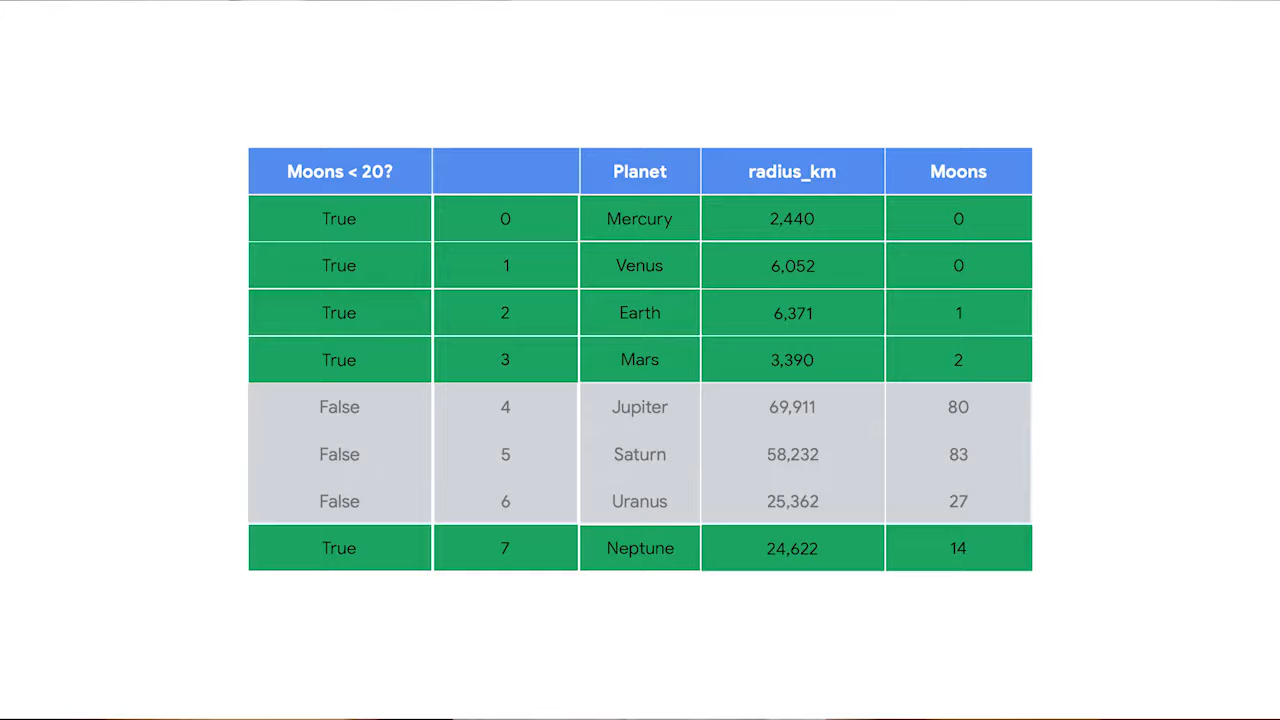 Moons < 20? Planet radius_km Moons
True 0 Mercury 2,440 0
True 1 Venus 6,052 0
True 2 Earth 6,371 1
True 3 Mars 3,390 2
False 4 Jupiter 69,911 80
False 5 Saturn 58,232 83
False 6 Uranus 25,362 27
True 7 Neptune 24,622 14